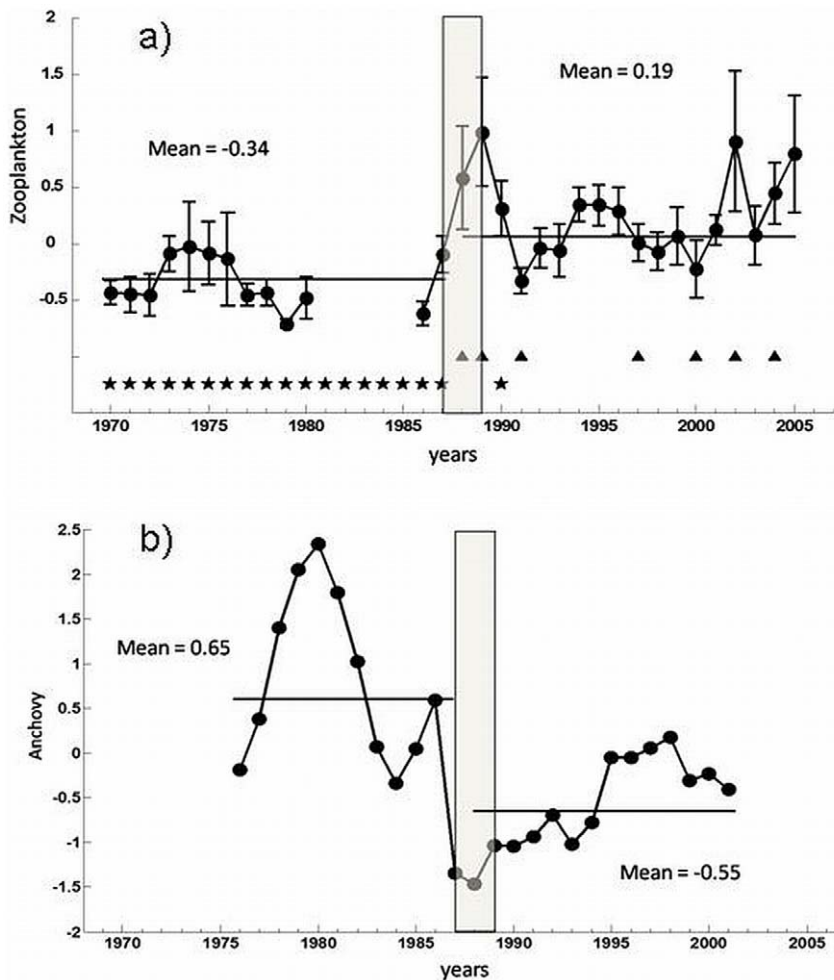 a)
2
1.5
1
0.5
0
-0.5
Zooplankton
Mean = -0.34
Mean = 0.19
1970 1975 1980 1985 1990 1995 2000 2005
years
b)
2.5
2
1.5
1
0.5
0
-0.5
-1
-1.5
-2
Anchovy
Mean = 0.65
Mean = -0.55
1970 1975 1980 1985 1990 1995 2000 2005
years